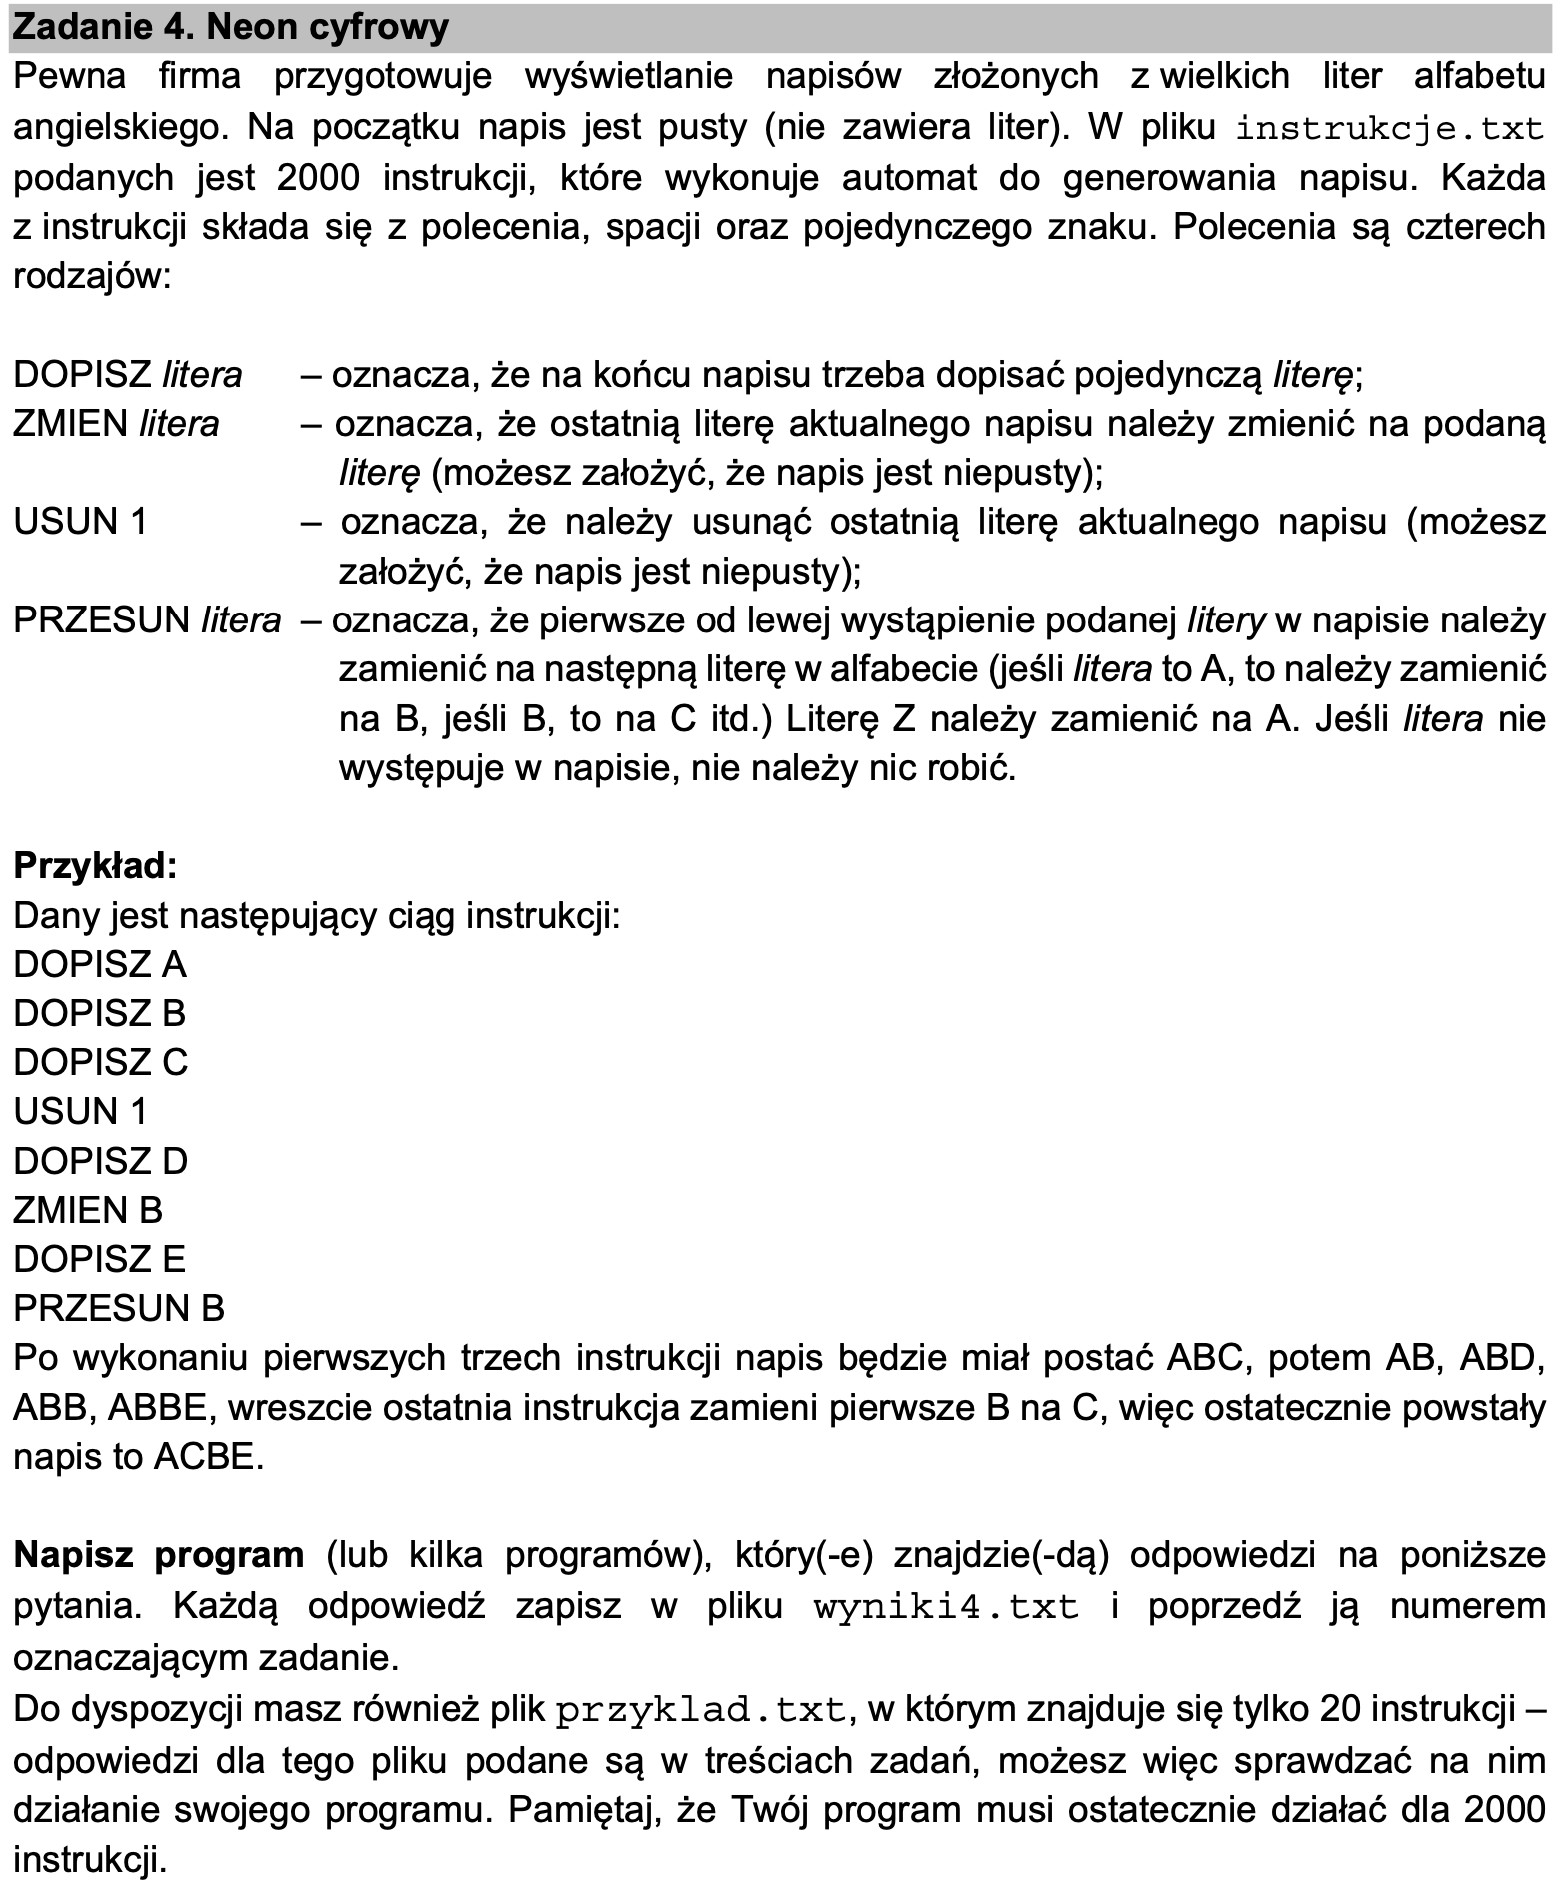 Zadanie 4. Neon cyfrowy
Pewna firma przygotowuje wyświetlanie napisów złożonych z wielkich liter alfabetu
angielskiego. Na początku napis jest pusty (nie zawiera liter). W pliku instrukcje.txt
podanych jest 2000 instrukcji, które wykonuje automat do generowania napisu. Każda
z instrukcji składa się z polecenia, spacji oraz pojedynczego znaku. Polecenia są czterech
rodzajów:
DOPISZ litera – oznacza, że na końcu napisu trzeba dopisać pojedynczą literę;
ZMIEN litera – oznacza, że ostatnią literę aktualnego napisu należy zmienić na podaną
literę (możesz założyć, że napis jest niepusty);
USUN 1 – oznacza, że należy usunąć ostatnią literę aktualnego napisu (możesz
założyć, że napis jest niepusty);
PRZESUN litera – oznacza, że pierwsze od lewej wystąpienie podanej litery w napisie należy
zamienić na następną literę w alfabecie (jeśli litera to A, to należy zamienić
na B, jeśli B, to na C itd.) Literę Z należy zamienić na A. Jeśli litera nie
występuje w napisie, nie należy nic robić.
Przykład:
Dany jest następujący ciąg instrukcji:
DOPISZ A
DOPISZ B
DOPISZ C
USUN 1
DOPISZ D
ZMIEN B
DOPISZ E
PRZESUN B
Po wykonaniu pierwszych trzech instrukcji napis będzie miał postać ABC, potem AB, ABD,
ABB, ABBE, wreszcie ostatnia instrukcja zamieni pierwsze B na C, więc ostatecznie powstały
napis to ACBE.
Napisz program (lub kilka programów), który(-e) znajdzie(-dą) odpowiedzi na poniższe
pytania. Każdą odpowiedź zapisz w pliku wyniki4.txt i poprzedź ją numerem
oznaczającym zadanie.
Do dyspozycji masz również plik przyklad.txt, w którym znajduje się tylko 20 instrukcji –
odpowiedzi dla tego pliku podane są w treściach zadań, możesz więc sprawdzać na nim
działanie swojego programu. Pamiętaj, że Twój program musi ostatecznie działać dla 2000
instrukcji.